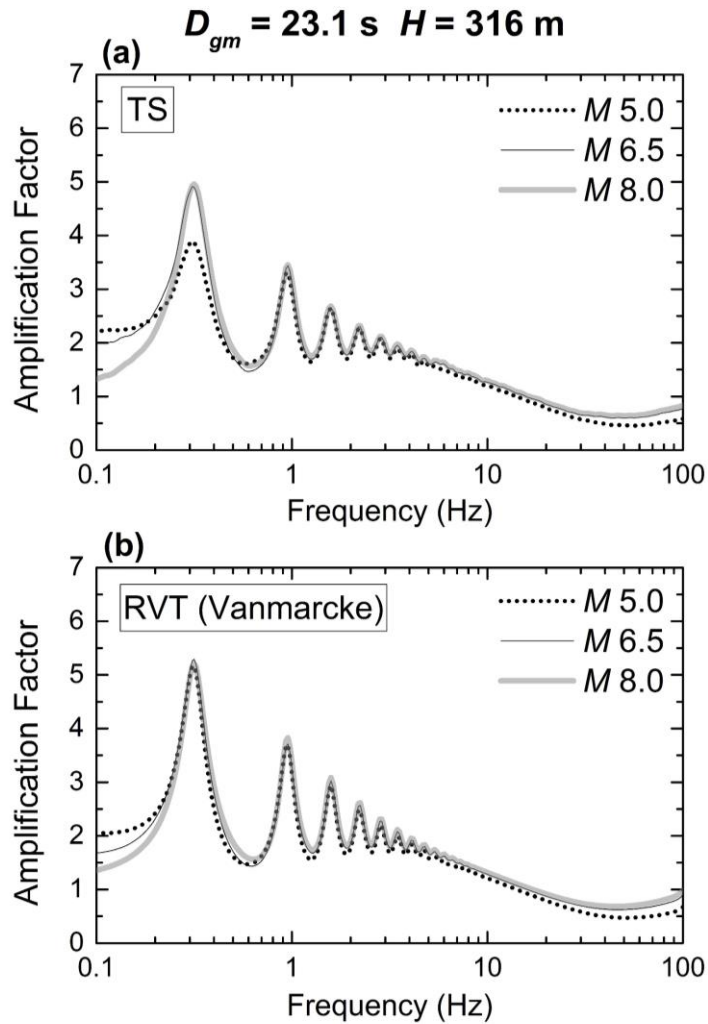 D_gm = 23.1 s H = 316 m
(a)
TS
M 5.0
M 6.5
M 8.0
7
6
5
4
3
2
1
0
Amplification Factor
0.1 1 10 100
Frequency (Hz)
(b)
RVT (Vanmarcke)
M 5.0
M 6.5
M 8.0
7
6
5
4
3
2
1
0
Amplification Factor
0.1 1 10 100
Frequency (Hz)